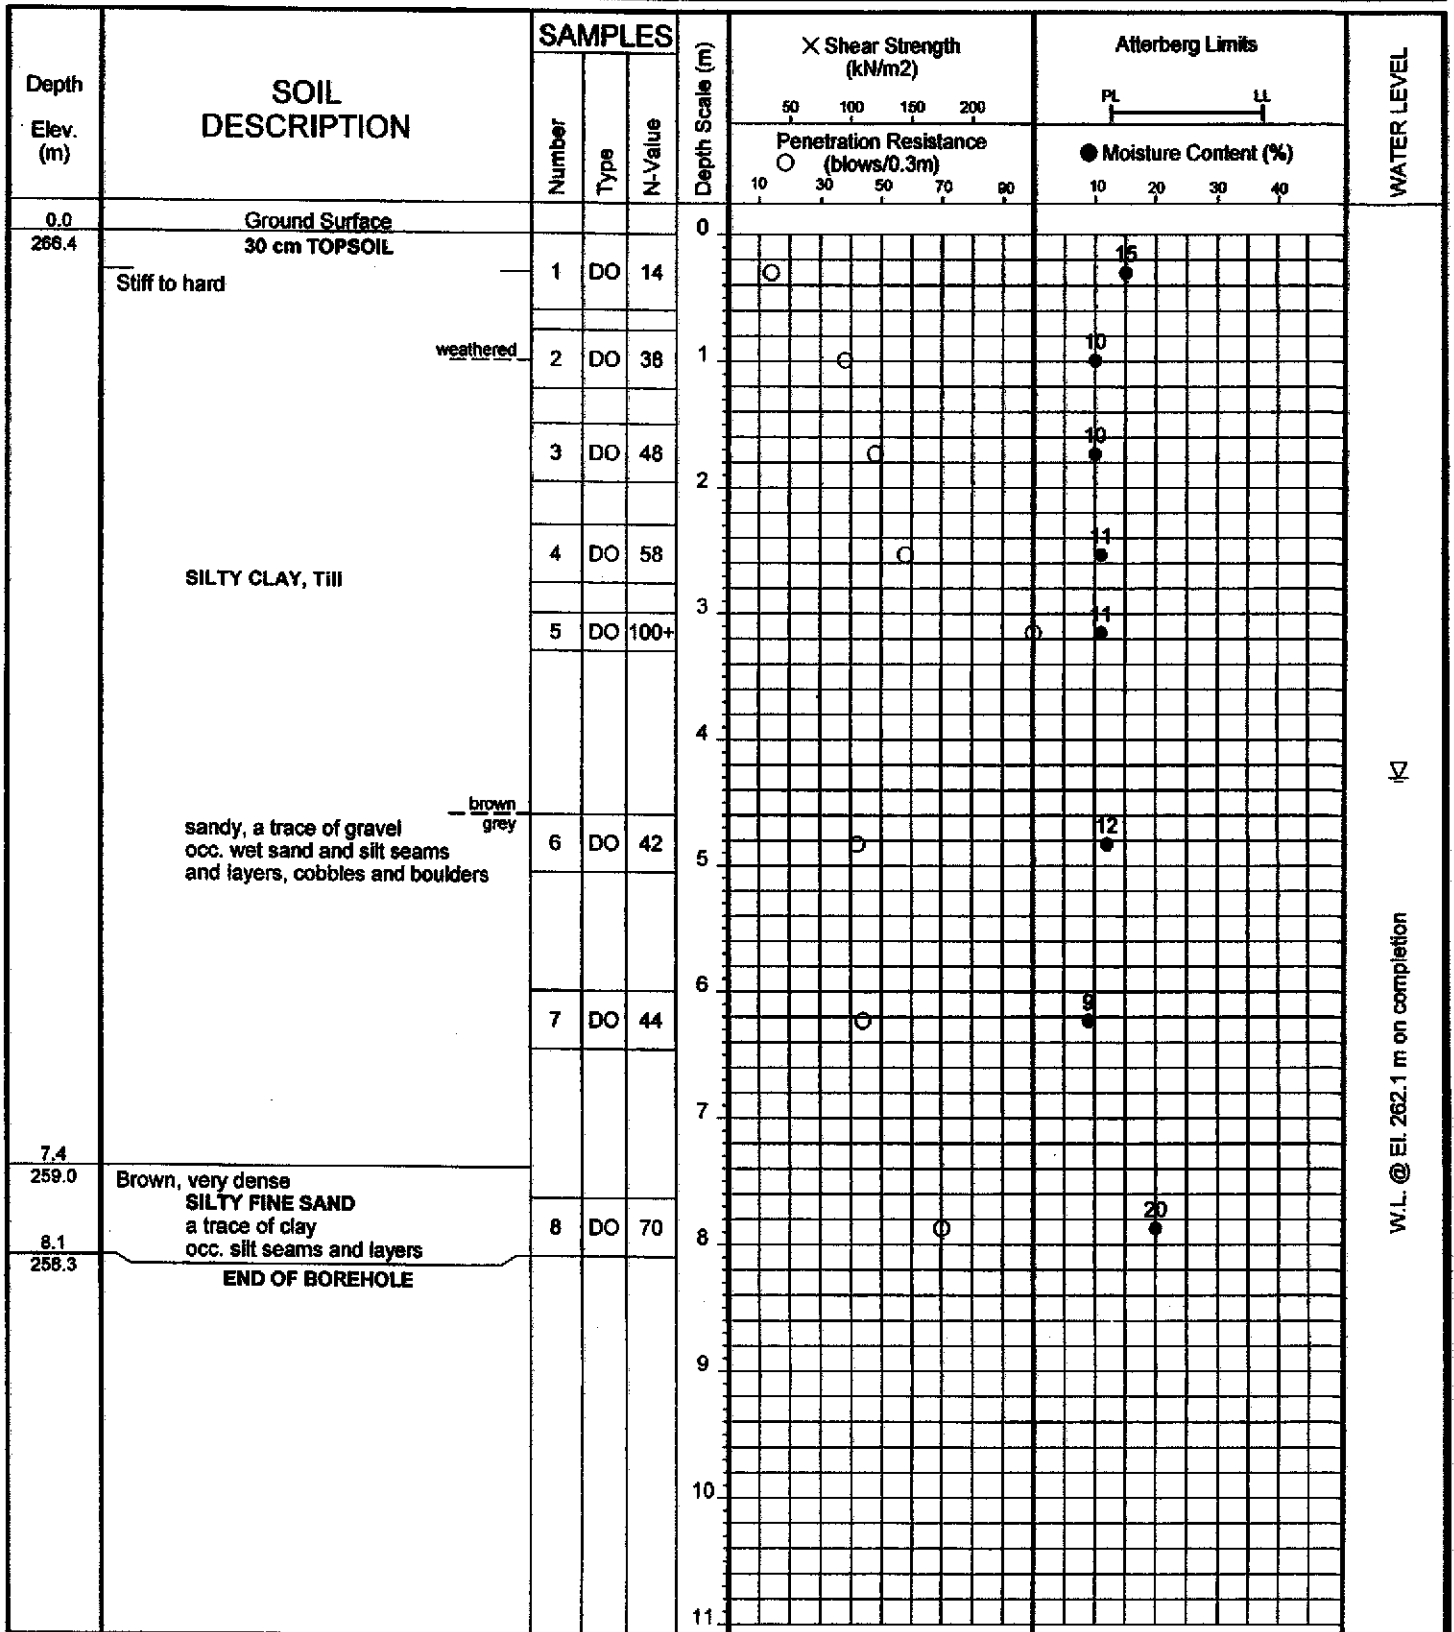 SAMPLES
Depth
Elev.
(m)
SOIL
DESCRIPTION
Number
Type
N-Value
Depth Scale (m)
× Shear Strength
(kN/m2)
50 100 150 200
Penetration Resistance
(blows/0.3m)
10 30 50 70 90
Atterberg Limits
PL LL
Moisture Content (%)
10 20 30 40
WATER LEVEL
0.0 Ground Surface 0
266.4 30 cm TOPSOIL
15
Stiff to hard 1 DO 14
10
weathered 2 DO 38 1
10
3 DO 48
2
11
4 DO 58
SILTY CLAY, Till
3
11
5 DO 100+
4
brown
grey
12
sandy, a trace of gravel
occ. wet sand and silt seams
and layers, cobbles and boulders
6 DO 42
5
6
9
7 DO 44
7
W.L. @ El. 262.1 m on completion
7.4
259.0 Brown, very dense
SILTY FINE SAND
20
a trace of clay 8 DO 70
8
8.1 occ. silt seams and layers
258.3
END OF BOREHOLE
9
10
11